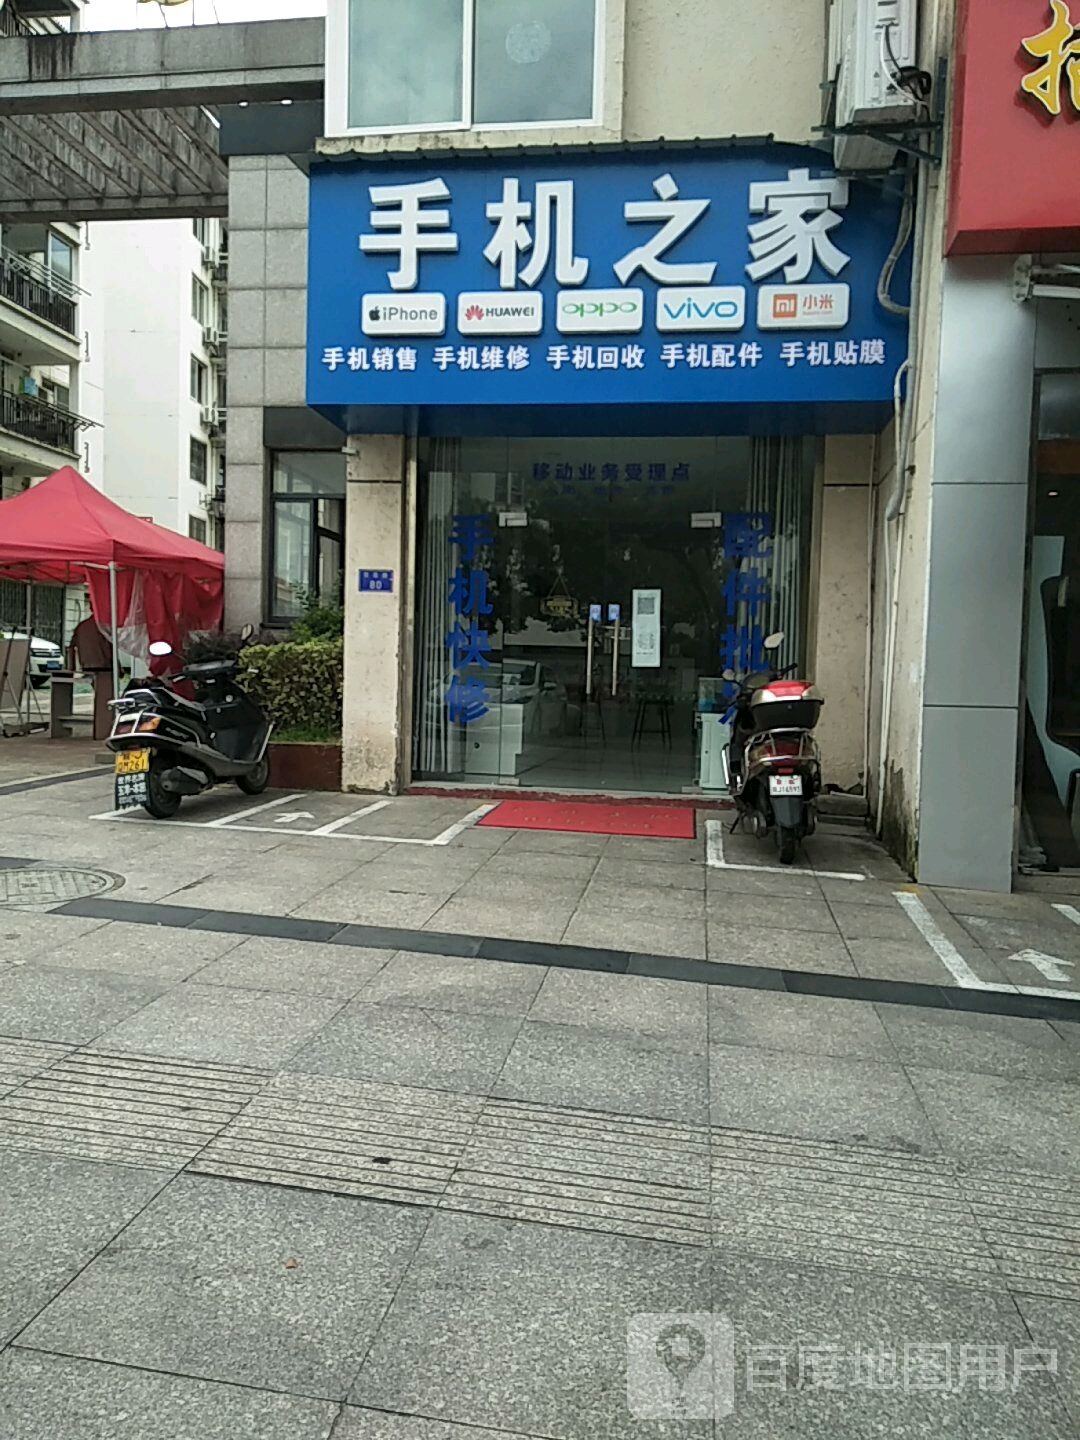 手机之家
iPhone HUAWEI oppo vivo 小米
手机销售 手机维修 手机回收 手机配件 手机贴膜
移动业务受理点
手机快修
配件批
80
百度地图用户